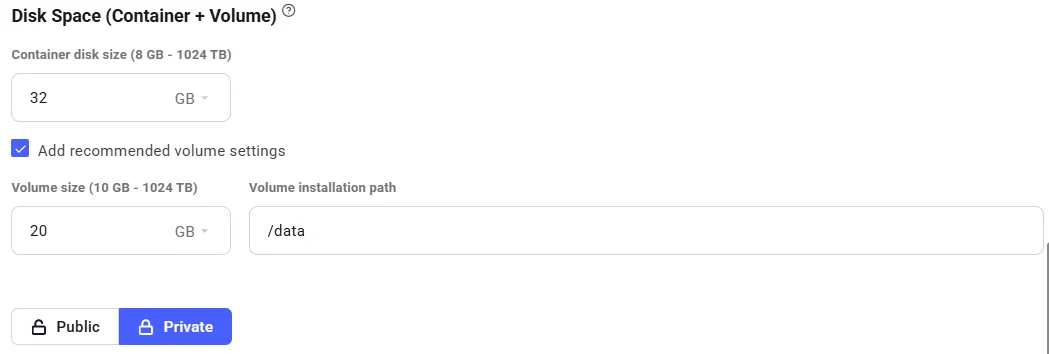 Disk Space (Container + Volume) ?
Container disk size (8 GB - 1024 TB)
32 GB
Add recommended volume settings
Volume size (10 GB - 1024 TB) Volume installation path
20 GB /data
Public Private